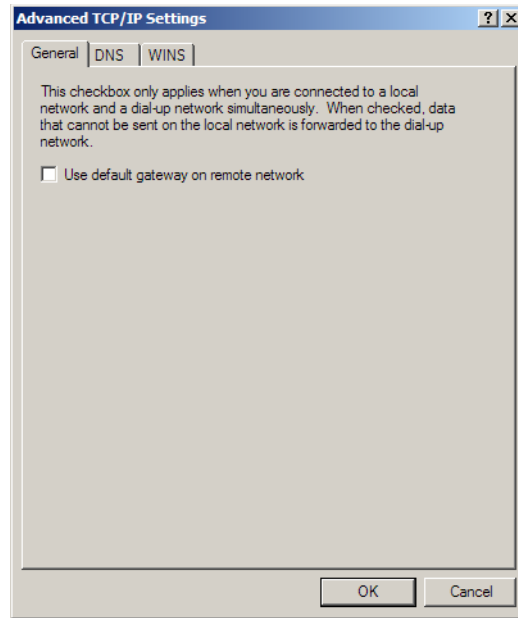 Advanced TCP/IP Settings
General DNS WINS
This checkbox only applies when you are connected to a local
network and a dial-up network simultaneously. When checked, data
that cannot be sent on the local network is forwarded to the dial-up
network.
Use default gateway on remote network
OK Cancel